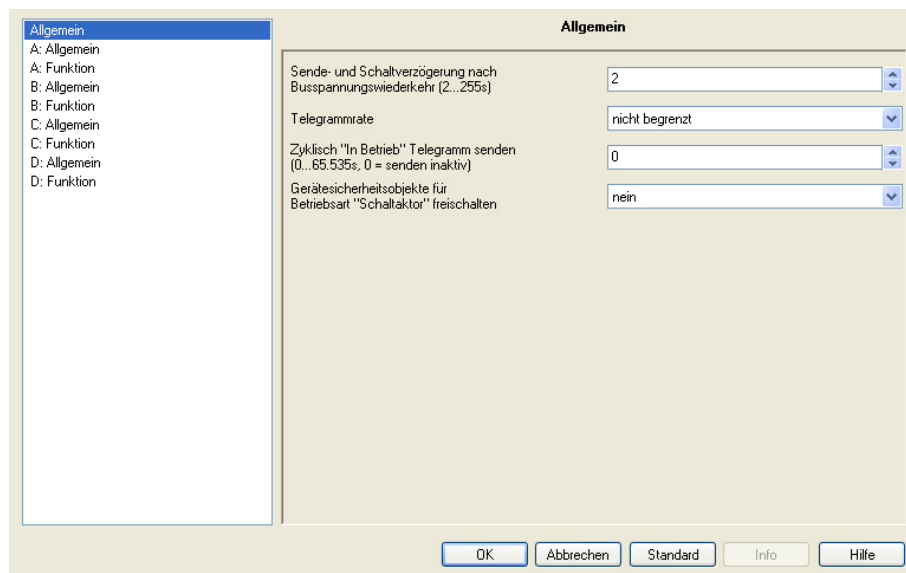 Allgemein
A: Allgemein
A: Funktion
B: Allgemein
B: Funktion
C: Allgemein
C: Funktion
D: Allgemein
D: Funktion
Allgemein
Sende- und Schaltverzögerung nach
Busspannungswiederkehr (2...255s)
2
Telegrammrate
nicht begrenzt
Zyklisch "In Betrieb" Telegramm senden
(0...65.535s, 0 = senden inaktiv)
0
Gerätesicherheitsobjekte für
Betriebsart "Schaltaktor" freischalten
nein
OK
Abbrechen
Standard
Info
Hilfe